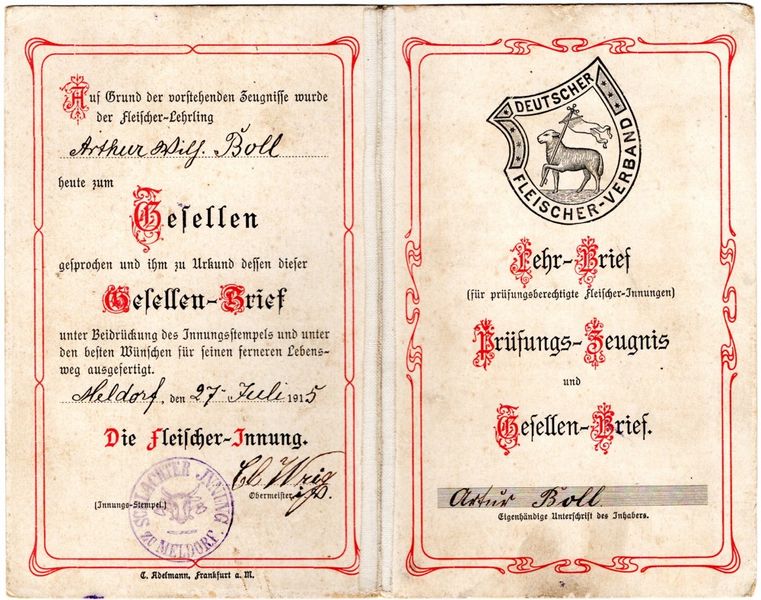 Auf Grund der vorstehenden Zeugnisse wurde
der Fleischer-Lehrling
Arthur Wilh. Boll
heute zum
Gesellen
gesprochen und ihm zu Urkund dessen dieser
Gesellen-Brief
unter Beidrückung des Innungsstempels und unter
den besten Wünschen für seinen ferneren Lebens-
weg ausgefertigt.
Meldorf, den 27 Juli 1915
Die Fleischer-Innung.
Obermeister
(Innungs-Stempel.)
SCHLACHTER INNUNG
ZU MELDORF
C. Adelmann, Frankfurt a. M.
DEUTSCHER
FLEISCHER-VERBAND
Lehr-Brief
(für prüfungsberechtigte Fleischer-Innungen)
Prüfungs-Zeugnis
und
Gesellen-Brief.
Artur Boll
Eigenhändige Unterschrift des Inhabers.